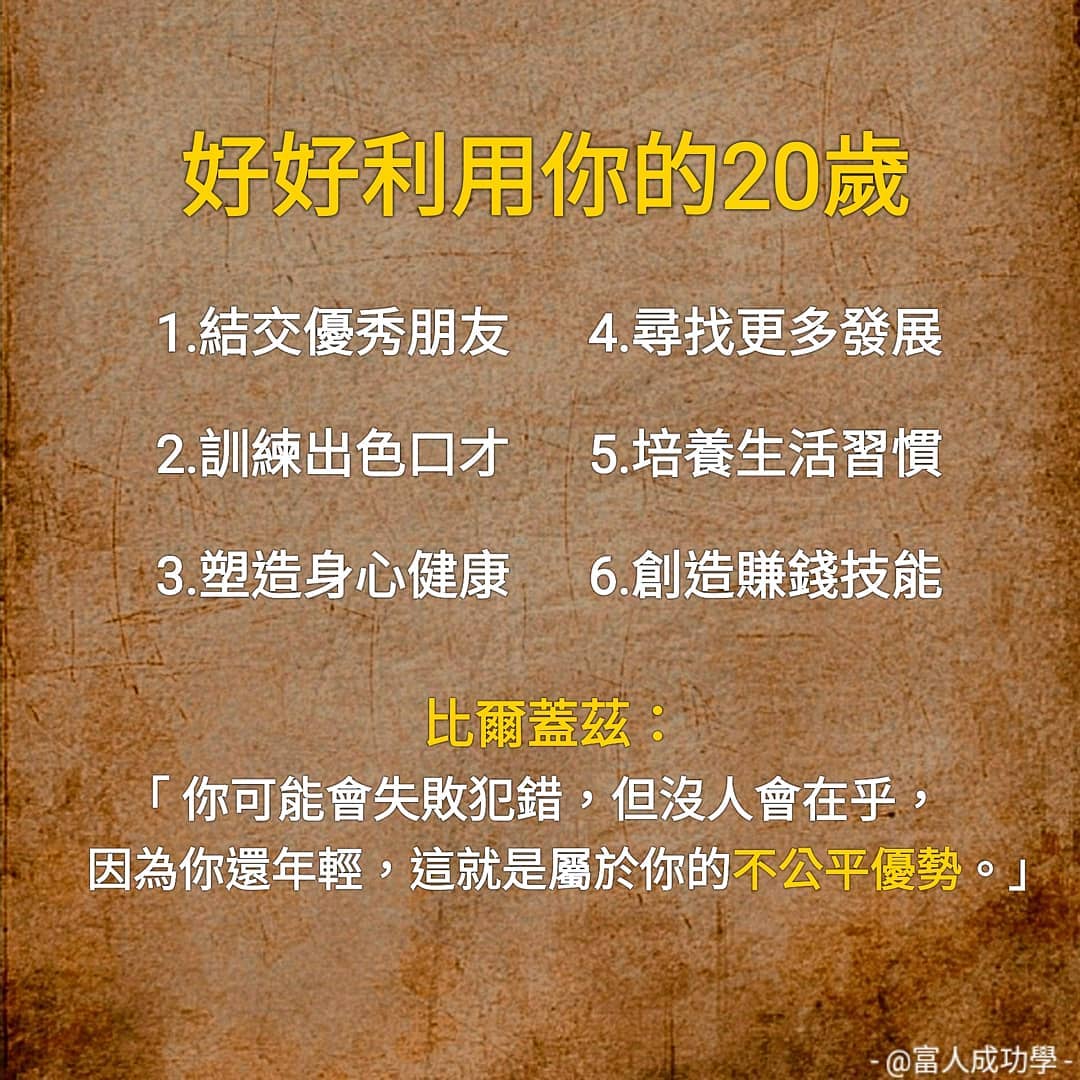 好好利用你的20歲
1.結交優秀朋友
2.訓練出色口才
3.塑造身心健康
4.尋找更多發展
5.培養生活習慣
6.創造賺錢技能
比爾蓋茲：
「你可能會失敗犯錯，但沒人會在乎，
因為你還年輕，這就是屬於你的不公平優勢。」
- @富人成功學 -